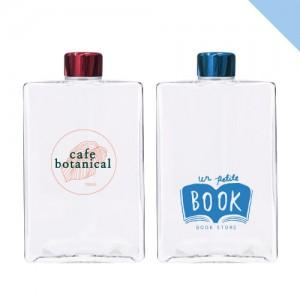 cafe
botanical
un petite
BOOK
BOOK STORE